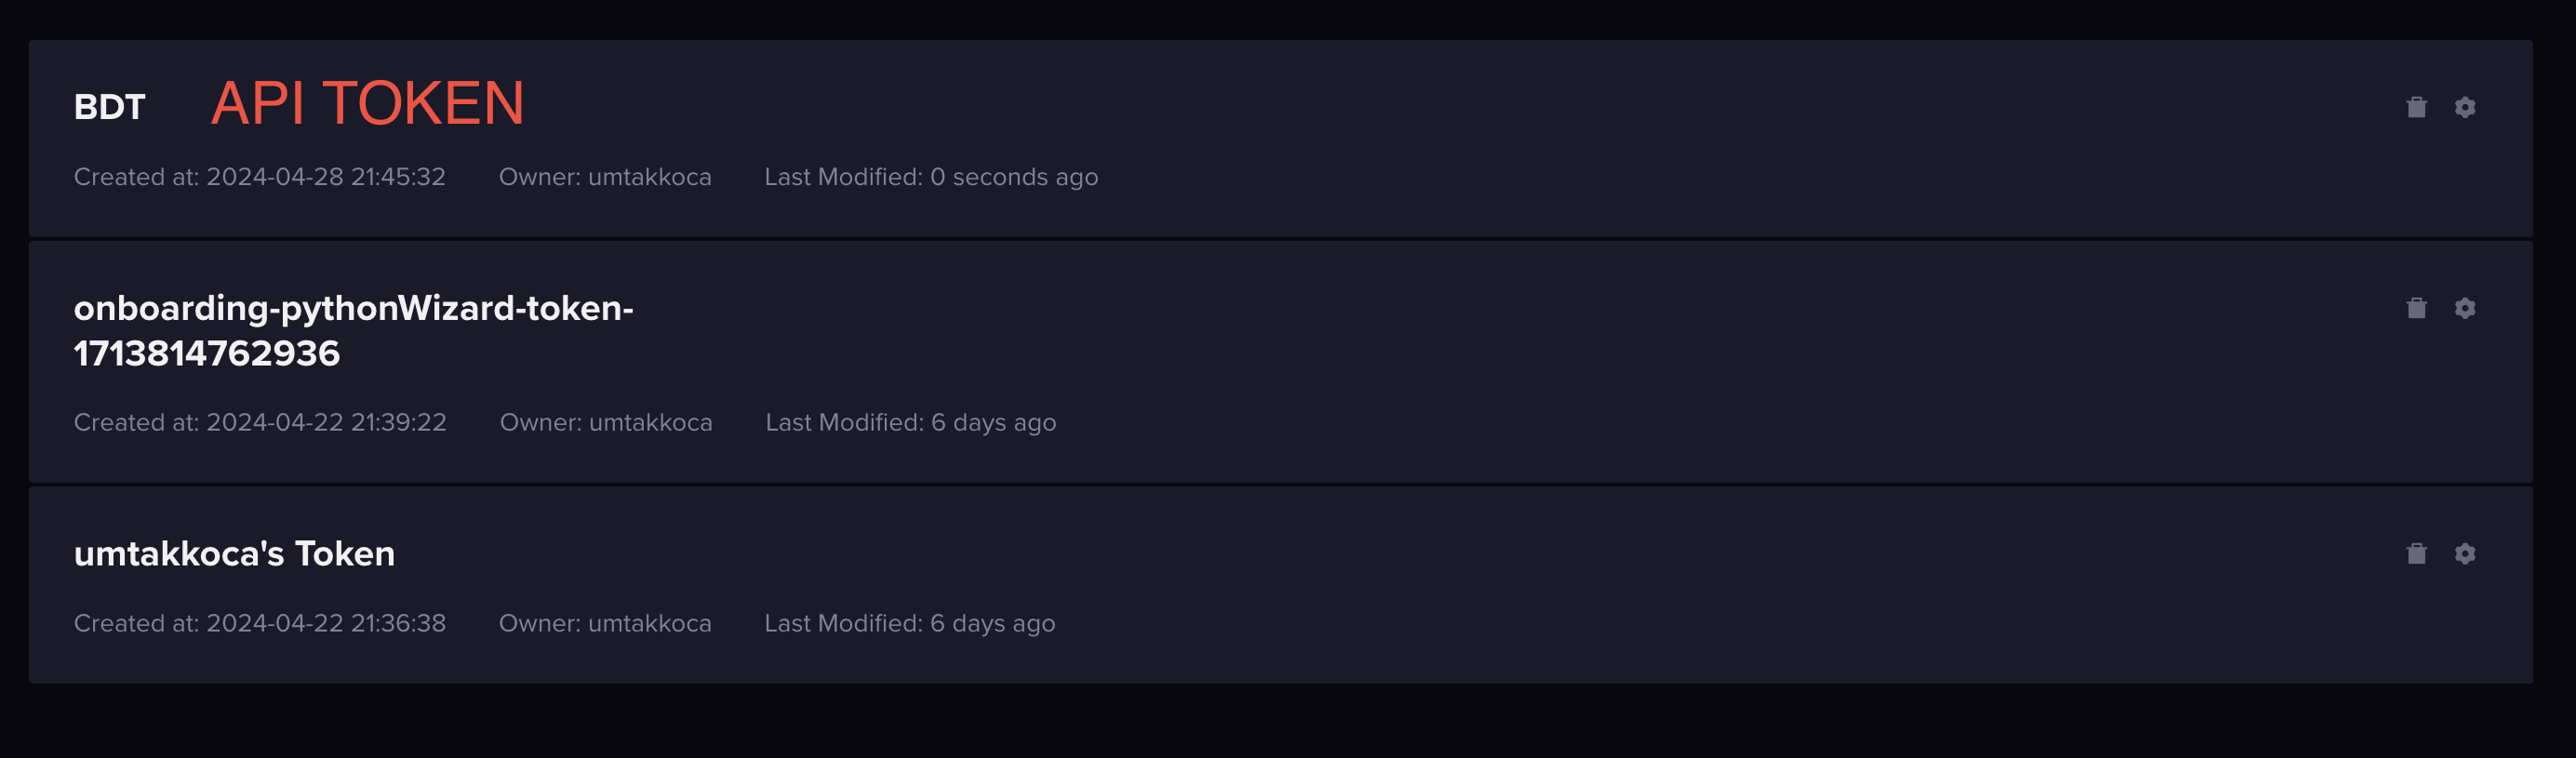 BDT API TOKEN
Created at: 2024-04-28 21:45:32 Owner: umtakkoca Last Modified: 0 seconds ago
onboarding-pythonWizard-token-
1713814762936
Created at: 2024-04-22 21:39:22 Owner: umtakkoca Last Modified: 6 days ago
umtakkoca's Token
Created at: 2024-04-22 21:36:38 Owner: umtakkoca Last Modified: 6 days ago